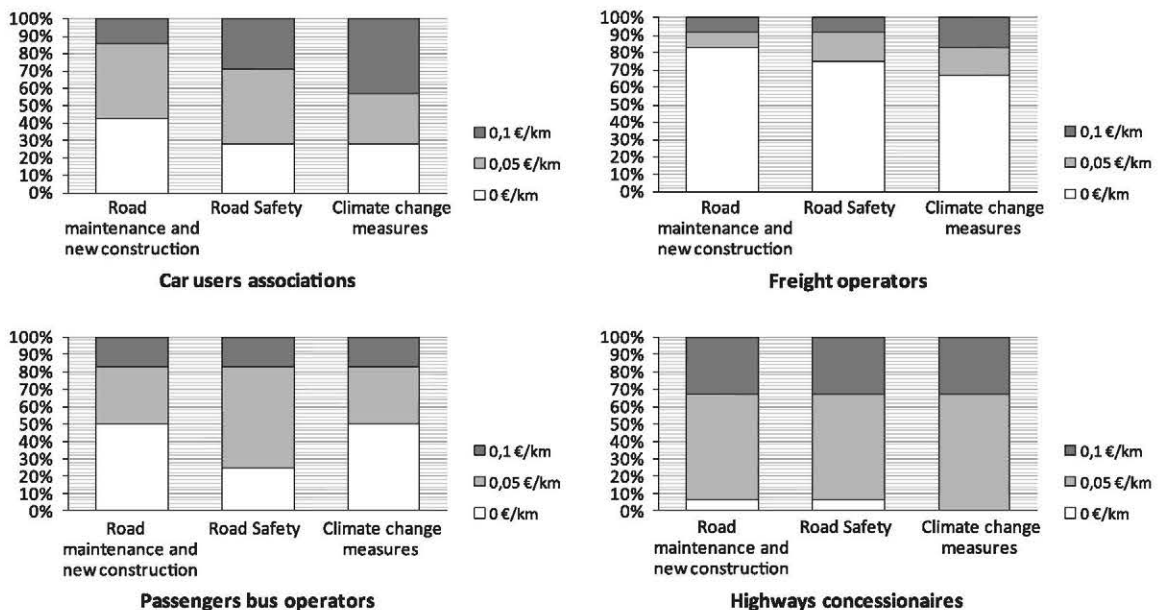 100%
90%
80%
70%
60%
50%
40%
30%
20%
10%
0%
0,1 €/km
0,05 €/km
0 €/km
Road
maintenance and
new construction
Road Safety
Climate change
measures
Car users associations
100%
90%
80%
70%
60%
50%
40%
30%
20%
10%
0%
0,1 €/km
0,05 €/km
0 €/km
Road
maintenance and
new construction
Road Safety
Climate change
measures
Freight operators
100%
90%
80%
70%
60%
50%
40%
30%
20%
10%
0%
0,1 €/km
0,05 €/km
0 €/km
Road
maintenance and
new construction
Road Safety
Climate change
measures
Passengers bus operators
100%
90%
80%
70%
60%
50%
40%
30%
20%
10%
0%
0,1 €/km
0,05 €/km
0 €/km
Road
maintenance and
new construction
Road Safety
Climate change
measures
Highways concessionaires